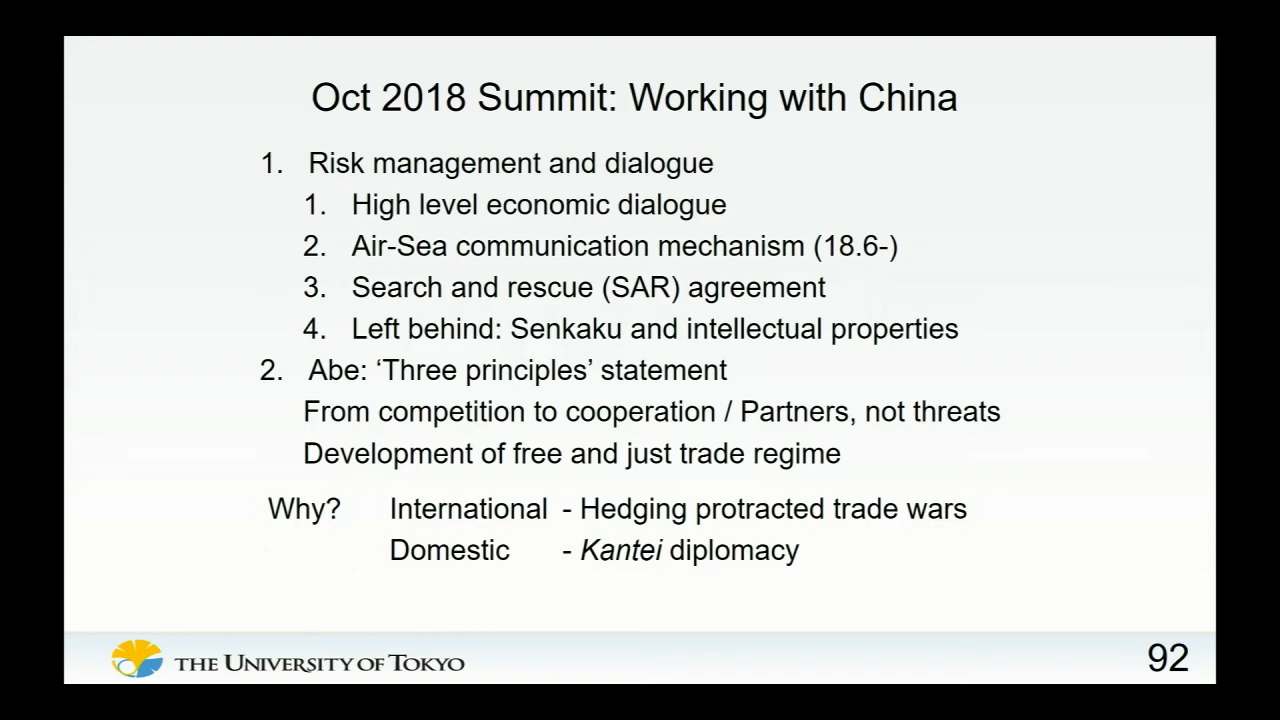 Oct 2018 Summit: Working with China
1. Risk management and dialogue
1. High level economic dialogue
2. Air-Sea communication mechanism (18.6-)
3. Search and rescue (SAR) agreement
4. Left behind: Senkaku and intellectual properties
2. Abe: ‘Three principles’ statement
From competition to cooperation / Partners, not threats
Development of free and just trade regime
Why? International - Hedging protracted trade wars
Domestic - Kantei diplomacy
THE UNIVERSITY OF TOKYO
92